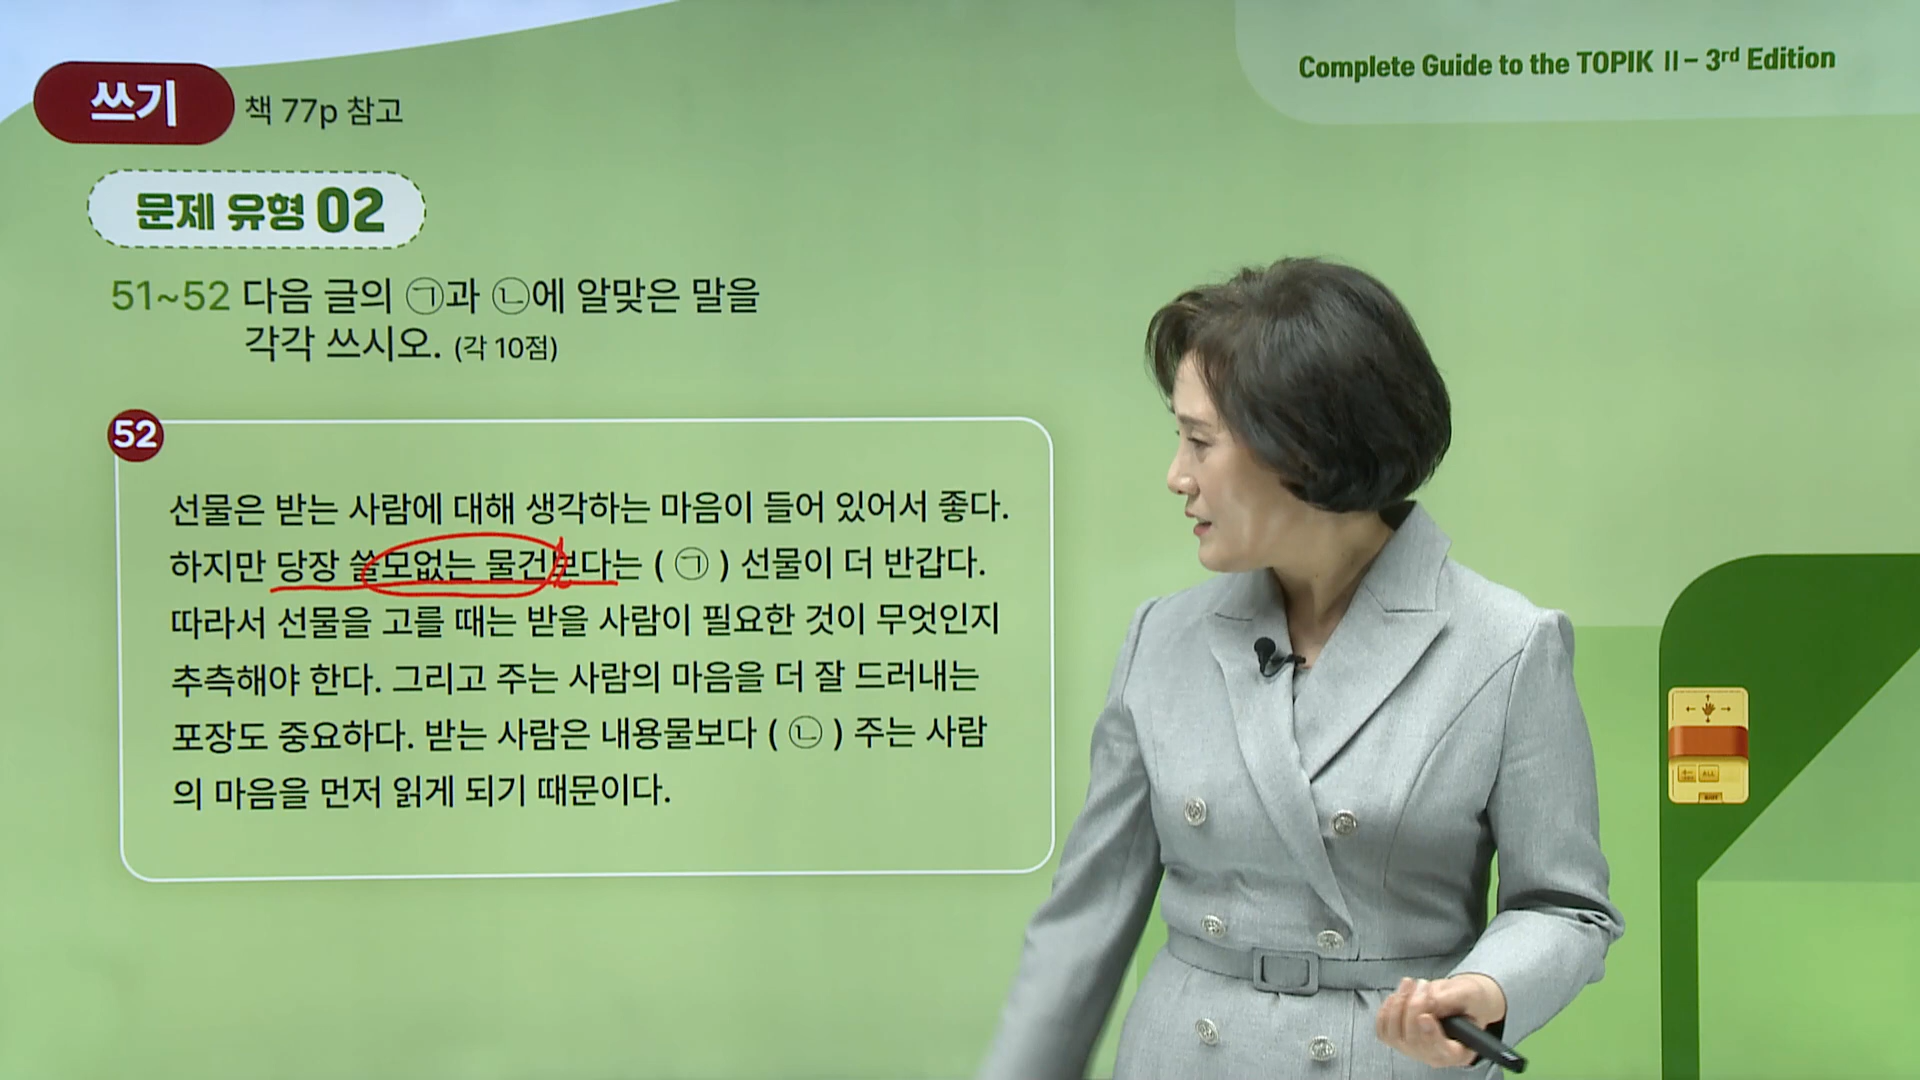 Complete Guide to the TOPIK Ⅱ – 3rd Edition
쓰기 책 77p 참고
문제 유형 02
51~52 다음 글의 ㉠과 ㉡에 알맞은 말을
각각 쓰시오. (각 10점)
52
선물은 받는 사람에 대해 생각하는 마음이 들어 있어서 좋다.
하지만 당장 쓸모없는 물건보다는 ( ㉠ ) 선물이 더 반갑다.
따라서 선물을 고를 때는 받을 사람이 필요한 것이 무엇인지
추측해야 한다. 그리고 주는 사람의 마음을 더 잘 드러내는
포장도 중요하다. 받는 사람은 내용물보다 ( ㉡ ) 주는 사람
의 마음을 먼저 읽게 되기 때문이다.
ALL